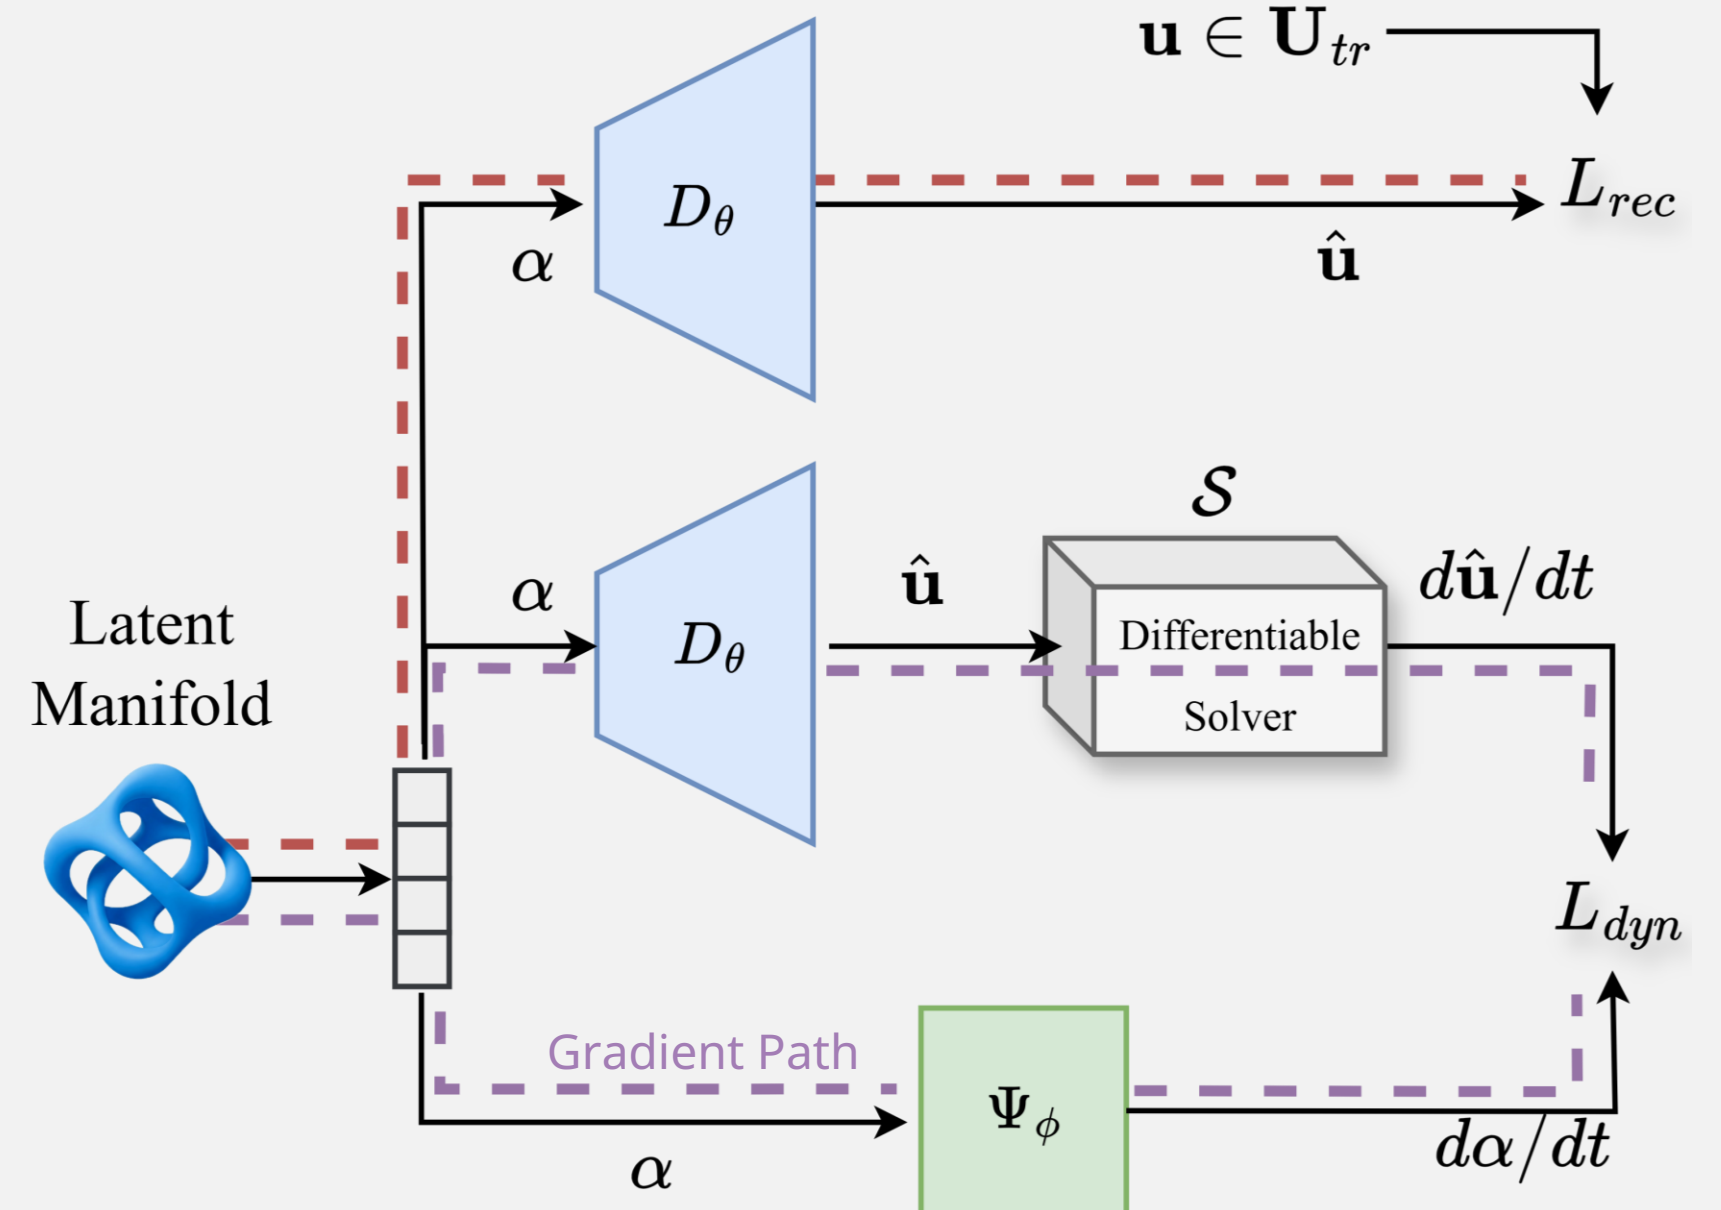 u ∈ U_tr
D_θ
L_rec
α
û
S
α
û
dû/dt
Differentiable
Solver
D_θ
Latent
Manifold
L_dyn
Gradient Path
Ψ_ϕ
α
dα/dt